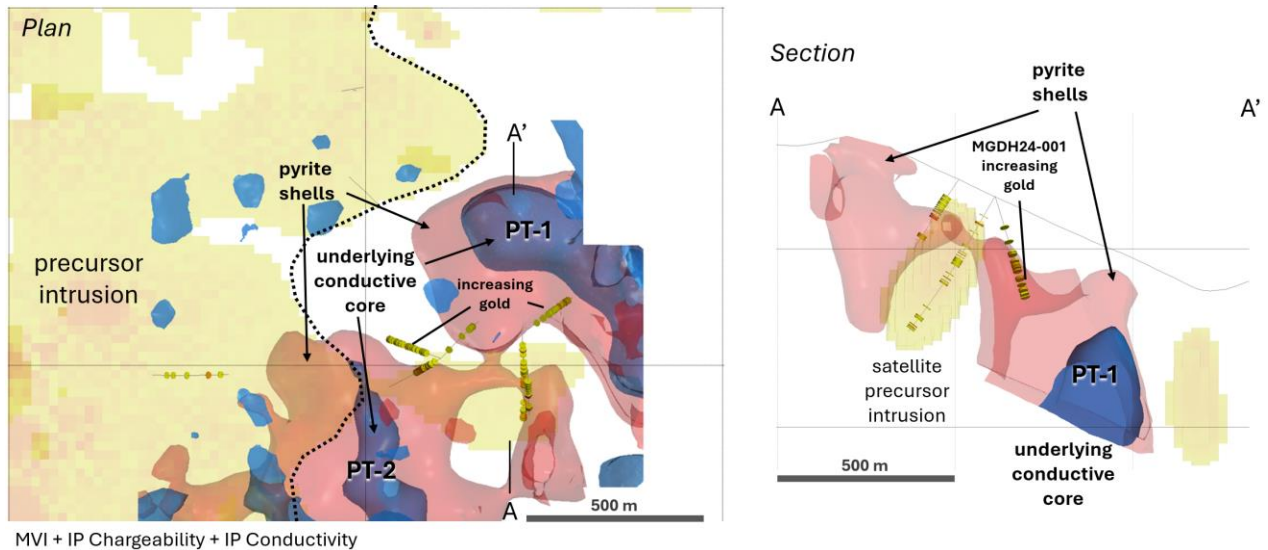 Plan
A'
pyrite
shells
PT-1
precursor
intrusion
underlying
conductive
core
increasing
gold
PT-2
A
500 m
MVI + IP Chargeability + IP Conductivity
Section
pyrite
shells
A
A'
MGDH24-001
increasing
gold
PT-1
satellite
precursor
intrusion
underlying
conductive
core
500 m